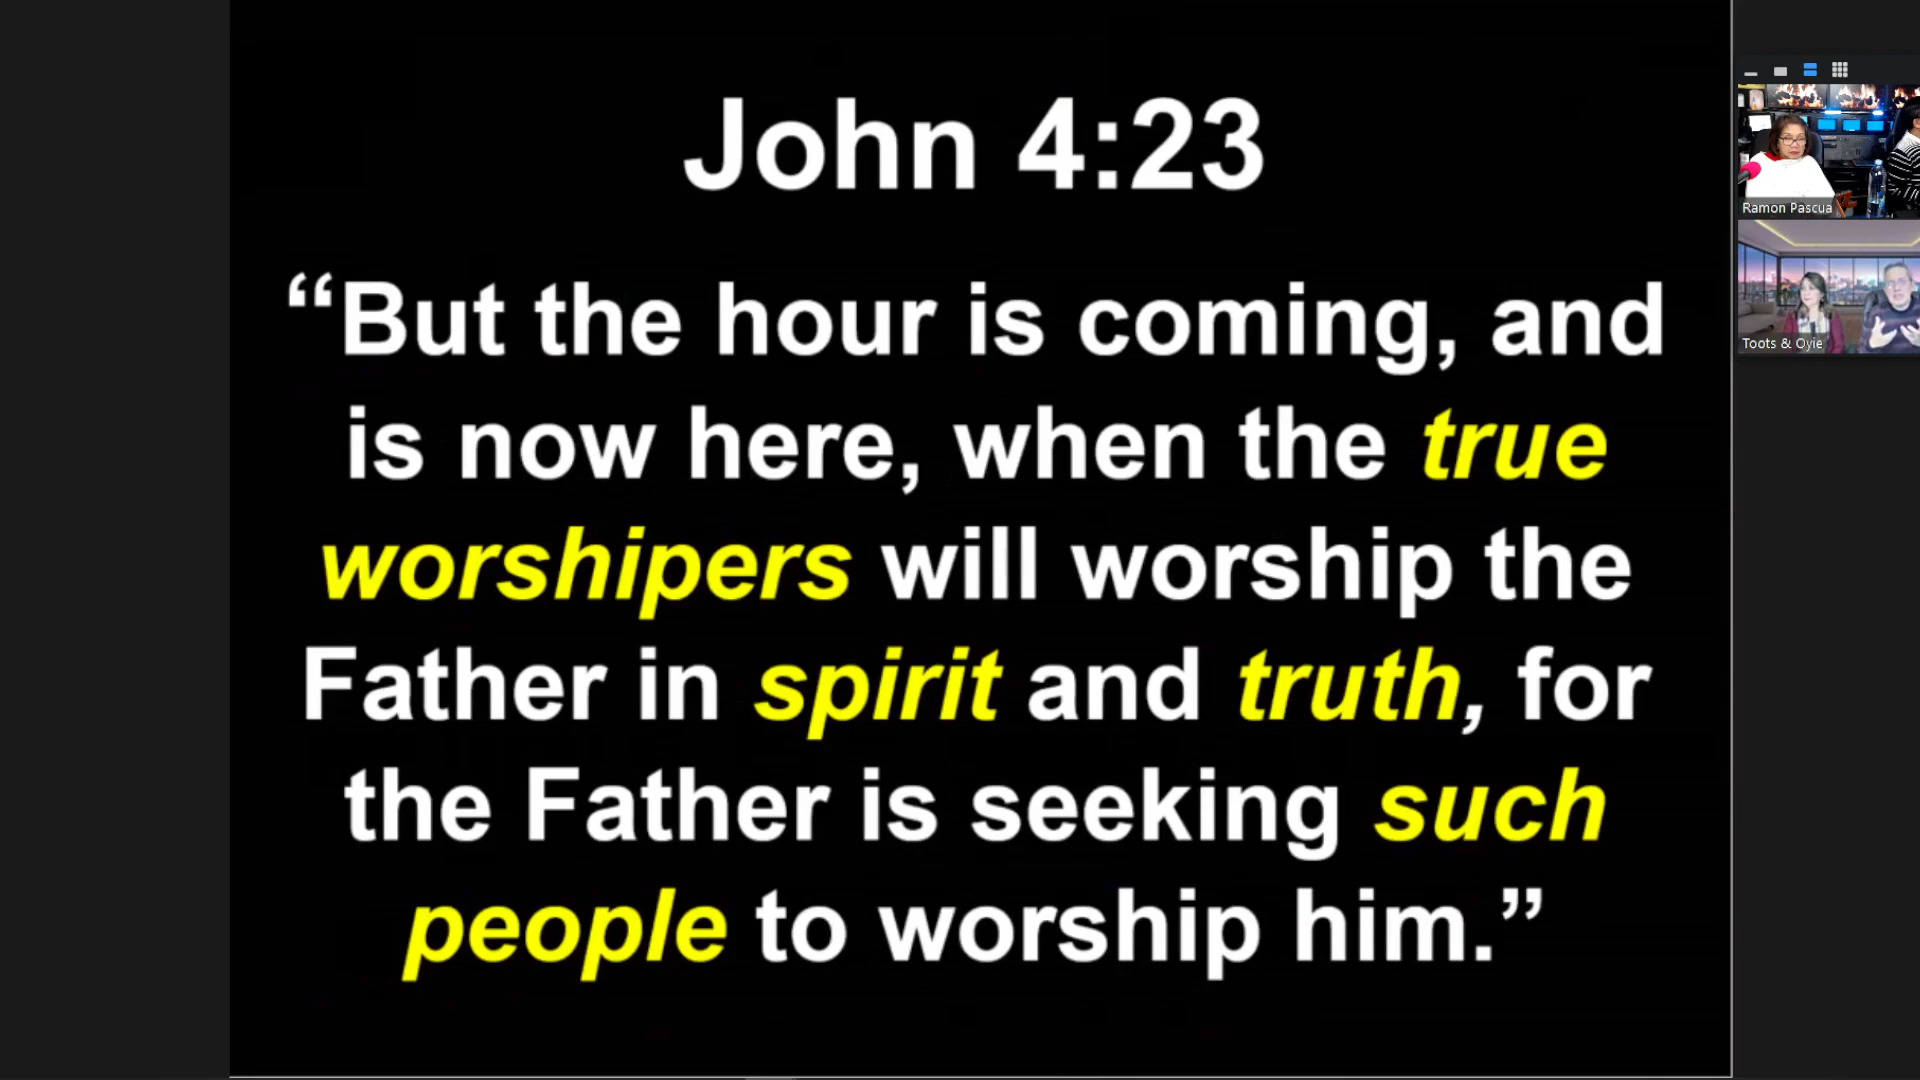 John 4:23
“But the hour is coming, and
is now here, when the true
worshipers will worship the
Father in spirit and truth, for
the Father is seeking such
people to worship him.”
Ramon Pascua
Toots & Oyie